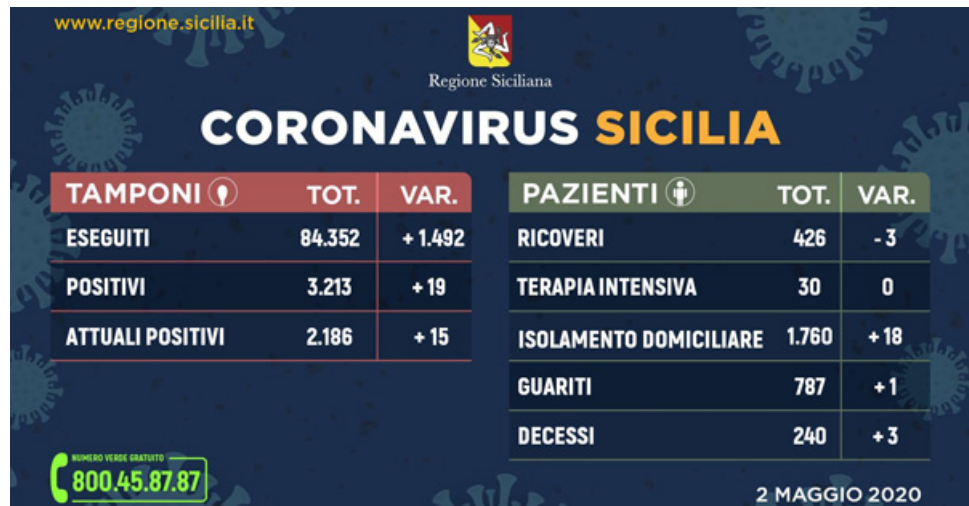 www.regione.sicilia.it
Regione Siciliana
CORONAVIRUS SICILIA
TAMPONI TOT. VAR.
ESEGUITI 84.352 + 1.492
POSITIVI 3.213 + 19
ATTUALI POSITIVI 2.186 + 15
PAZIENTI TOT. VAR.
RICOVERI 426 - 3
TERAPIA INTENSIVA 30 0
ISOLAMENTO DOMICILIARE 1.760 + 18
GUARITI 787 + 1
DECESSI 240 + 3
NUMERO VERDE GRATUITO
800.45.87.87
2 MAGGIO 2020